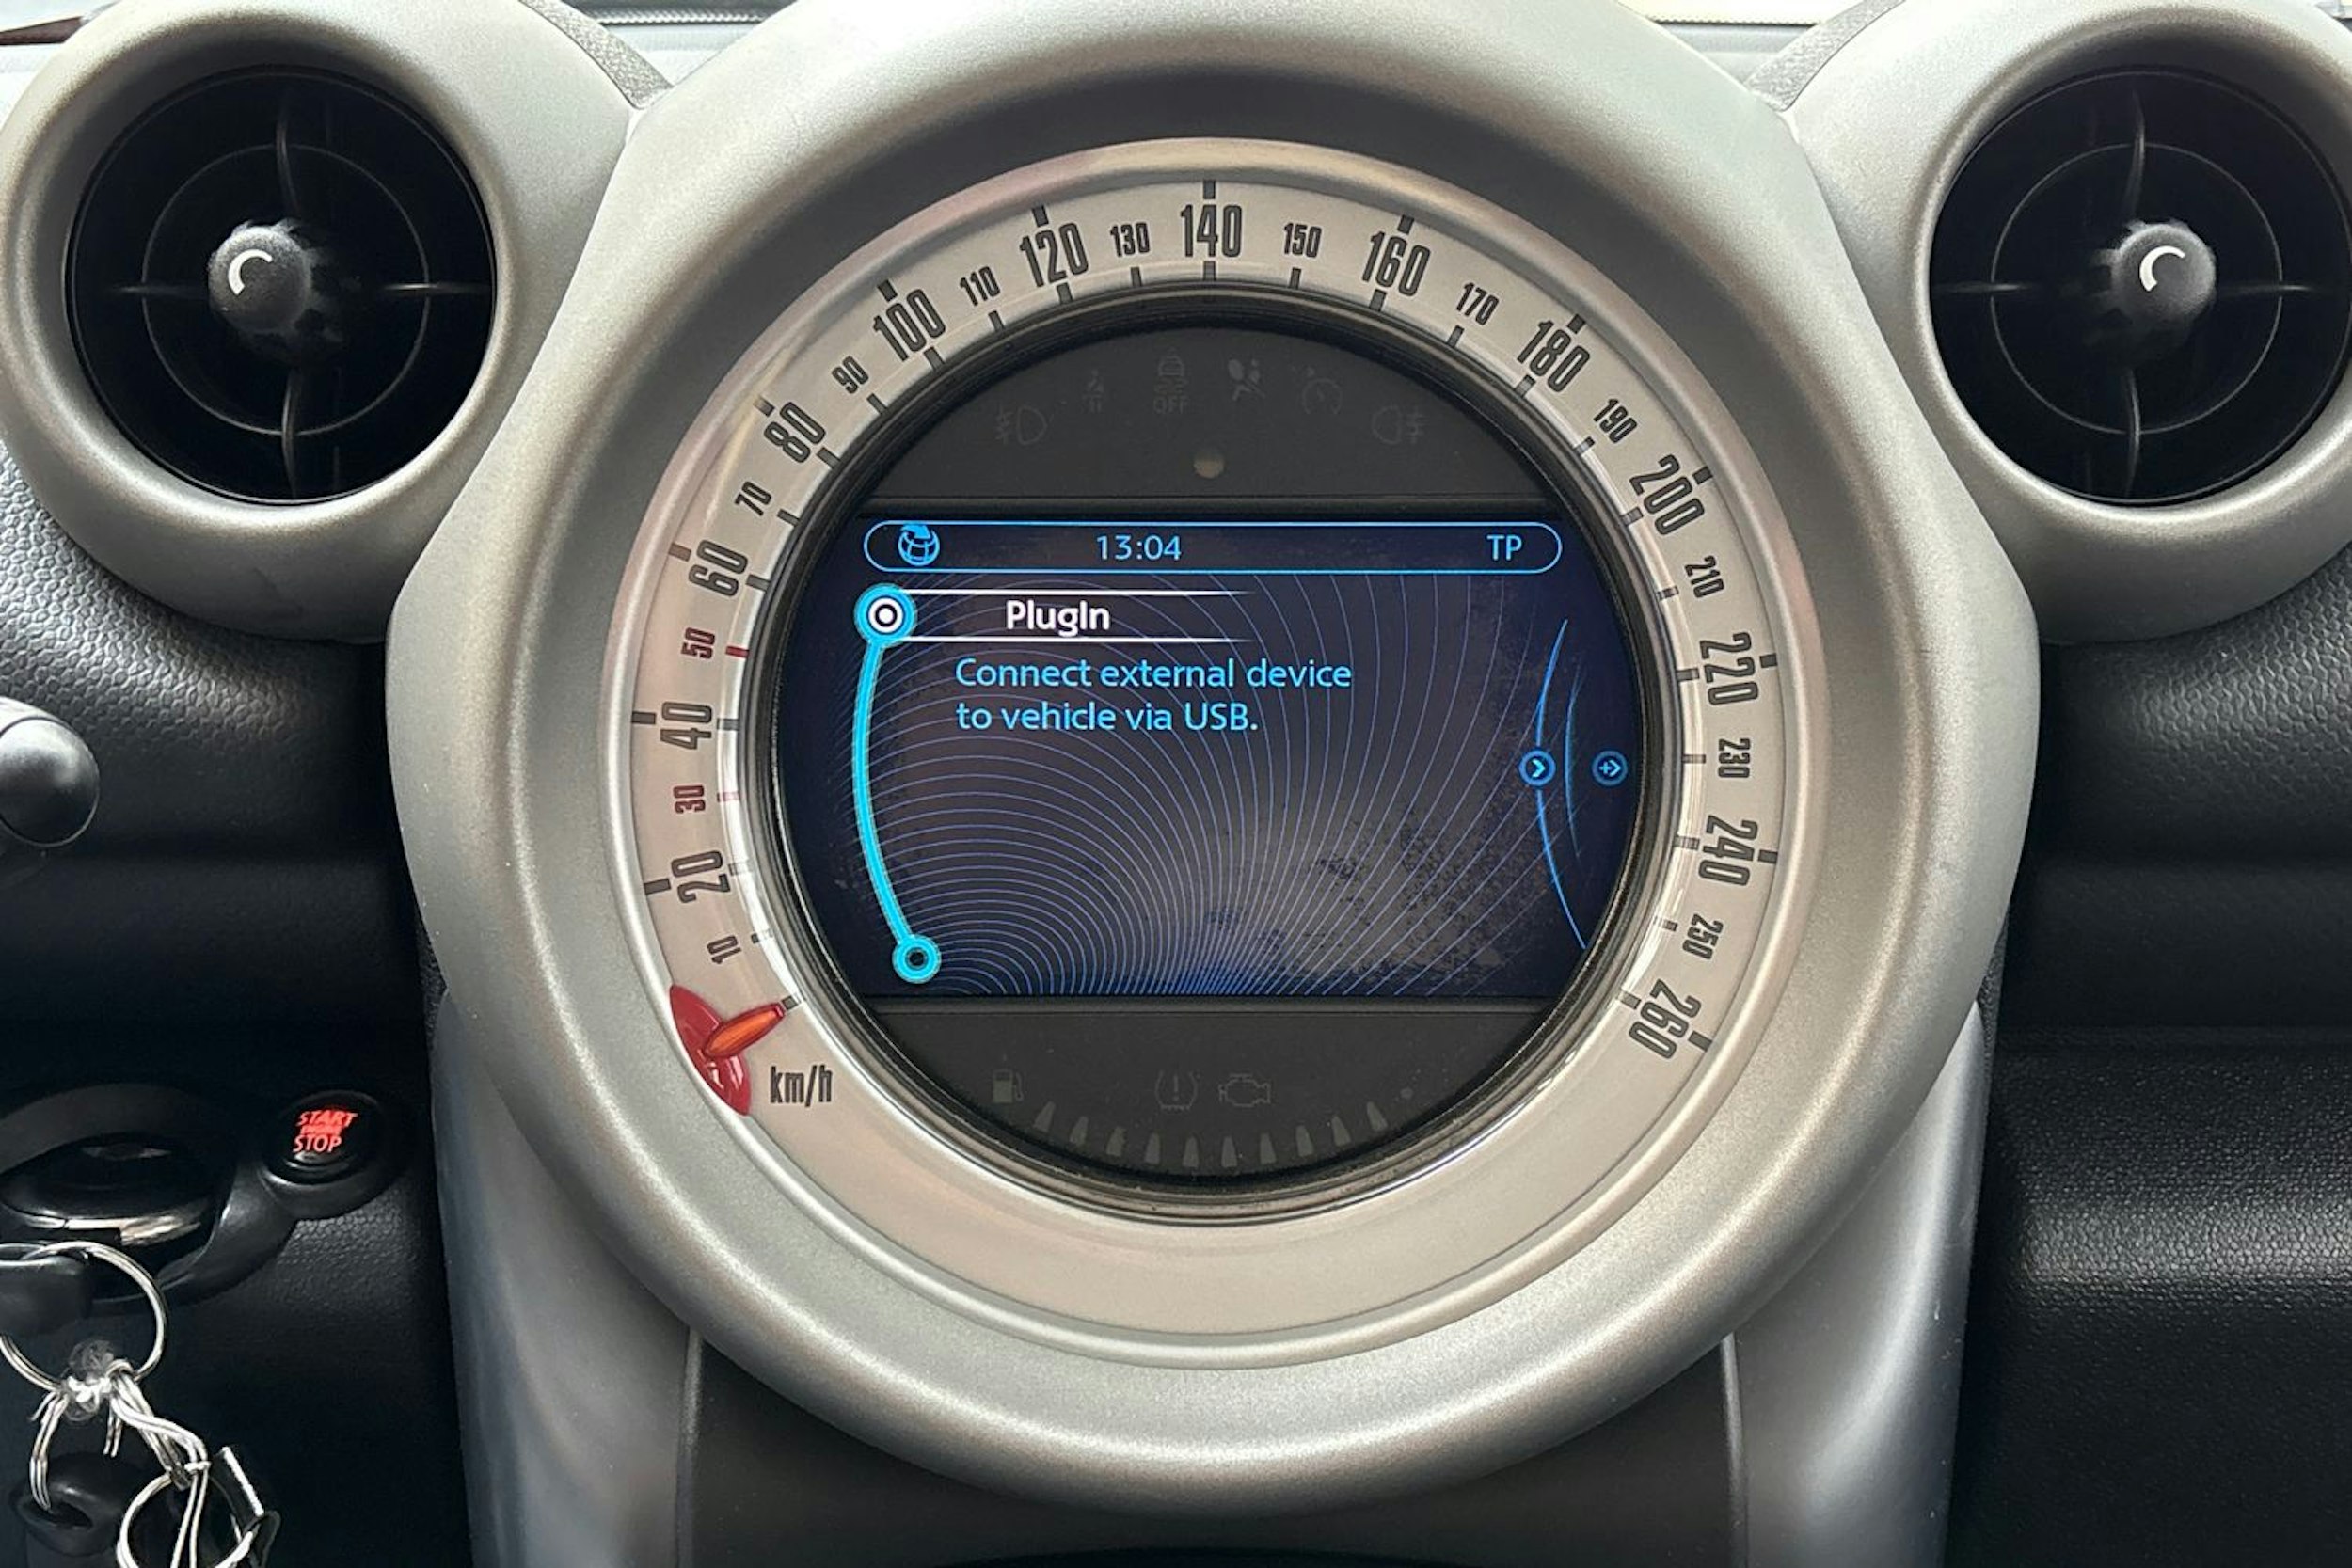 140
130
150
120
160
110
170
100
180
90
190
80
200
70
210
60
220
50
230
40
240
30
250
20
260
10
km/h
OFF
13:04 TP
PlugIn
Connect external device
to vehicle via USB.
START
ENGINE
STOP